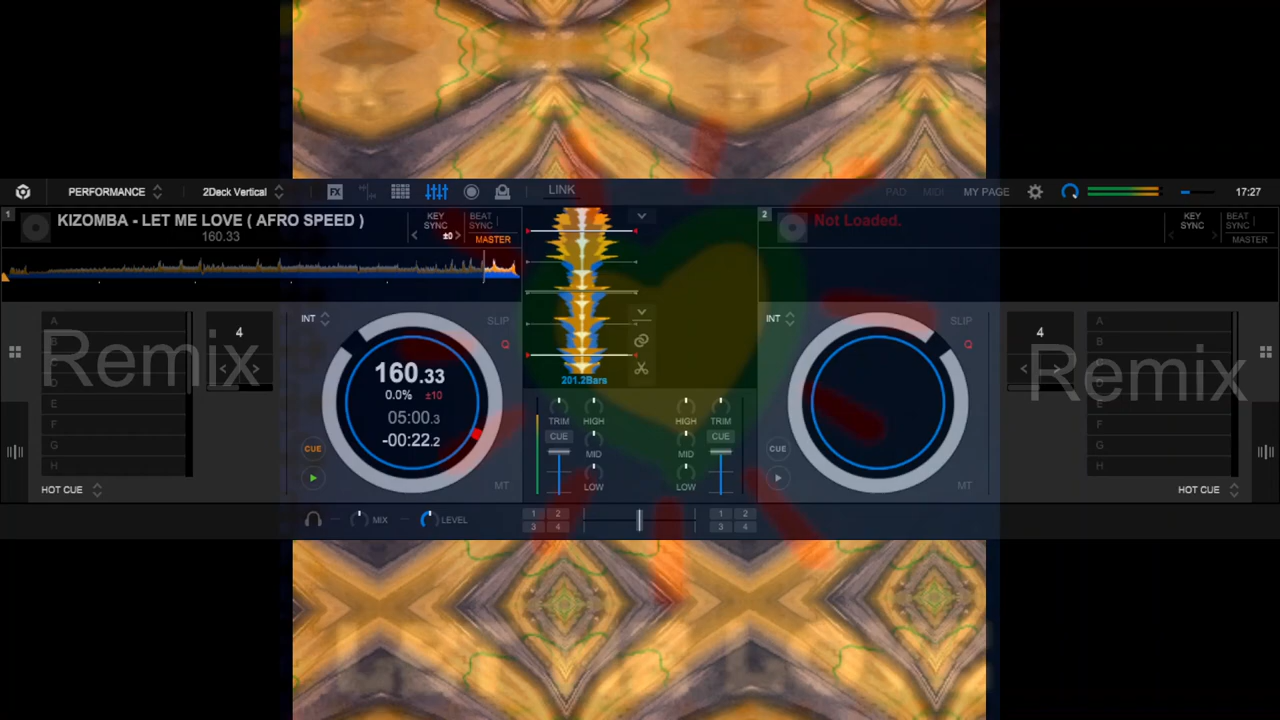 PERFORMANCE 2Deck Vertical FX LINK PAD MIDI MY PAGE 17:27
1 KIZOMBA - LET ME LOVE ( AFRO SPEED ) KEY SYNC ±0 BEAT SYNC MASTER
160.33
2 Not Loaded. KEY SYNC BEAT SYNC MASTER
INT SLIP
INT SLIP
A
B
D
E
F
G
H
4
Q
4
Q
A
B
C
E
F
G
H
Remix
Remix
160.33
0.0% ±10
05:00.3
-00:22.2
201.2Bars
TRIM HIGH HIGH TRIM
CUE CUE
MID MID
LOW LOW
CUE MT
CUE MT
HOT CUE
HOT CUE
MIX LEVEL
1 2 1 2
3 4 3 4